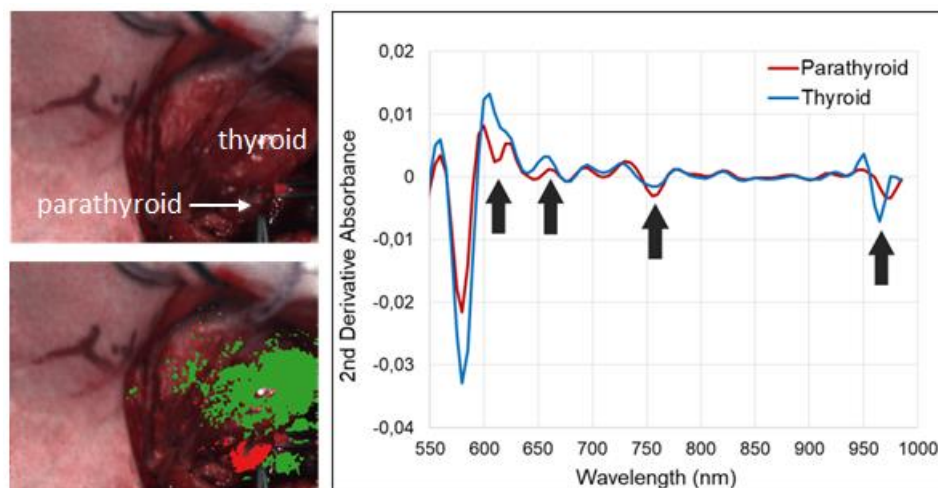 thyroid
parathyroid
0,02
0,01
0
-0,01
-0,02
-0,03
-0,04
2nd Derivative Absorbance
Parathyroid
Thyroid
550 600 650 700 750 800 850 900 950 1000
Wavelength (nm)